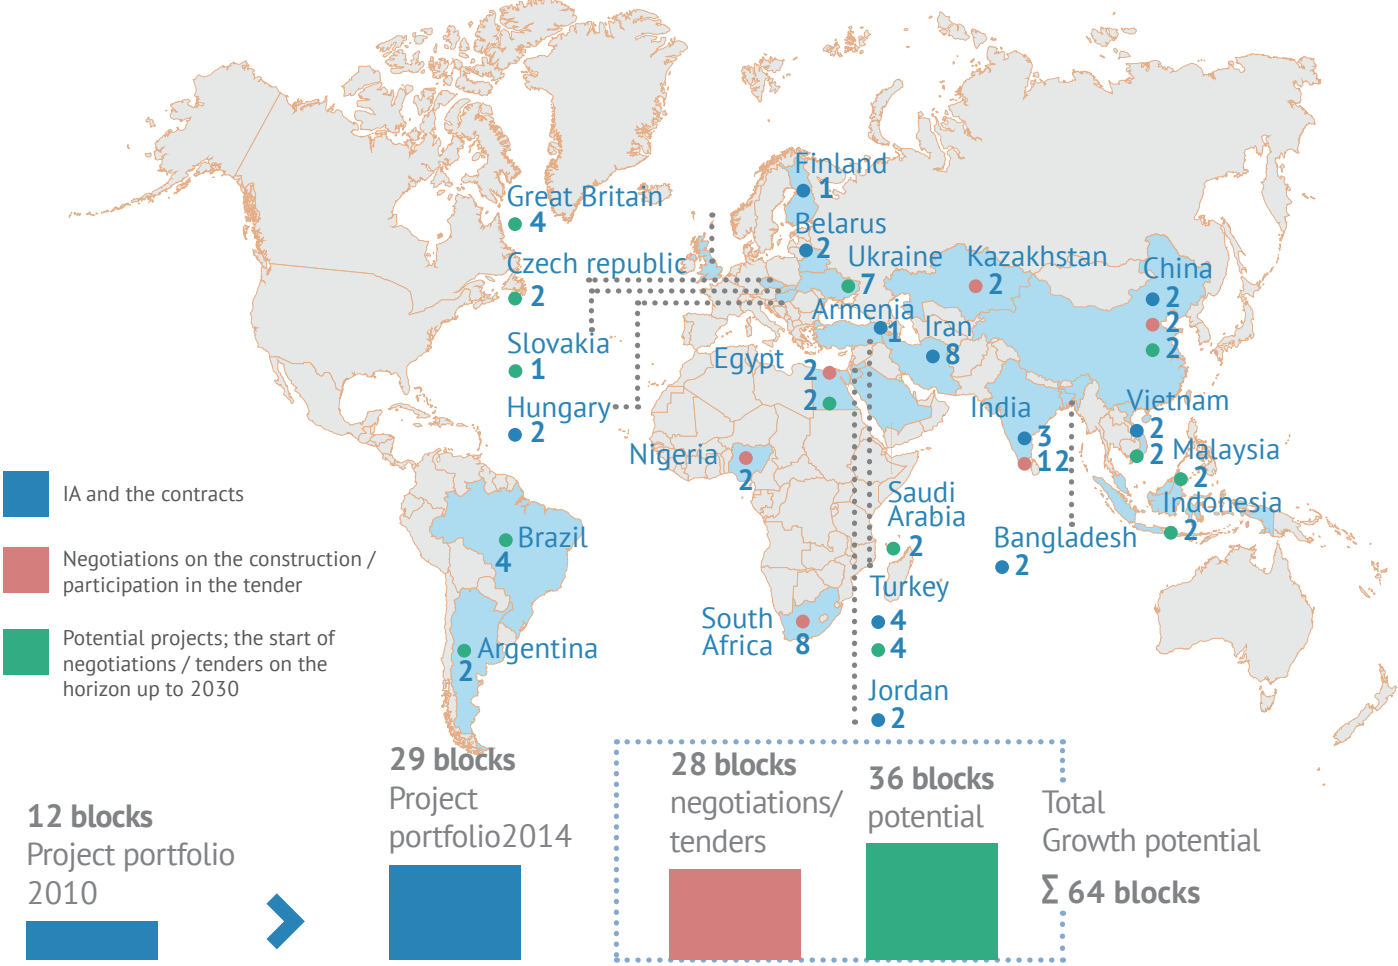 Finland
1
Great Britain
4
Belarus
2
Czech republic
2
Ukraine
7
Kazakhstan
2
China
2
2
2
Armenia
1
Iran
8
Slovakia
1
Egypt
2
2
Hungary
2
India
3
12
Vietnam
2
2
Malaysia
2
Nigeria
2
Indonesia
2
Saudi
Arabia
2
Bangladesh
2
Brazil
4
Turkey
4
4
South
Africa
8
Argentina
2
Jordan
2
IA and the contracts
Negotiations on the construction /
participation in the tender
Potential projects; the start of
negotiations / tenders on the
horizon up to 2030
12 blocks
Project portfolio
2010
29 blocks
Project
portfolio2014
28 blocks
negotiations/
tenders
36 blocks
potential
Total
Growth potential
Σ 64 blocks